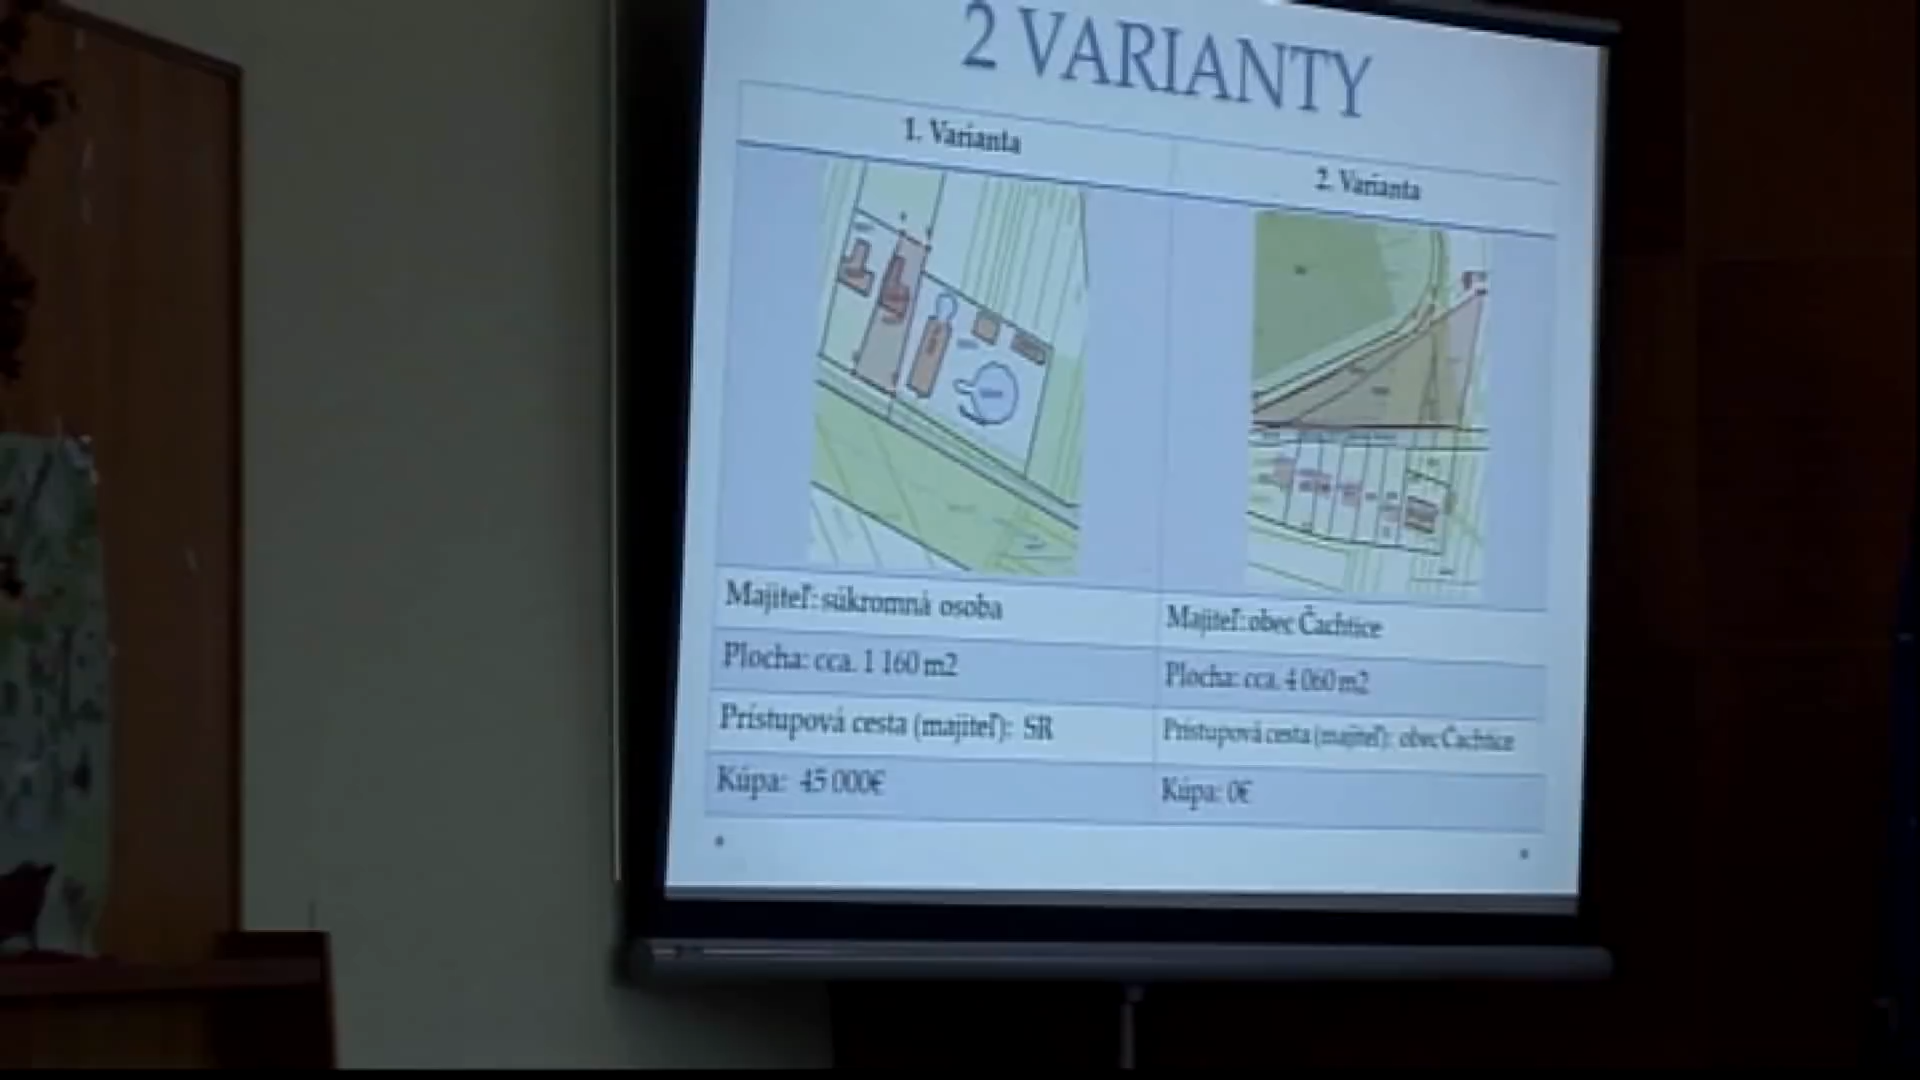 2 VARIANTY
1. Varianta
2. Varianta
Majiteľ: súkromná osoba
Majiteľ: obec Čachtice
Plocha: cca. 1 160 m2
Plocha: cca. 4 060 m2
Prístupová cesta (majiteľ): SR
Prístupová cesta (majiteľ): obec Čachtice
Kúpa: 45 000€
Kúpa: 0€